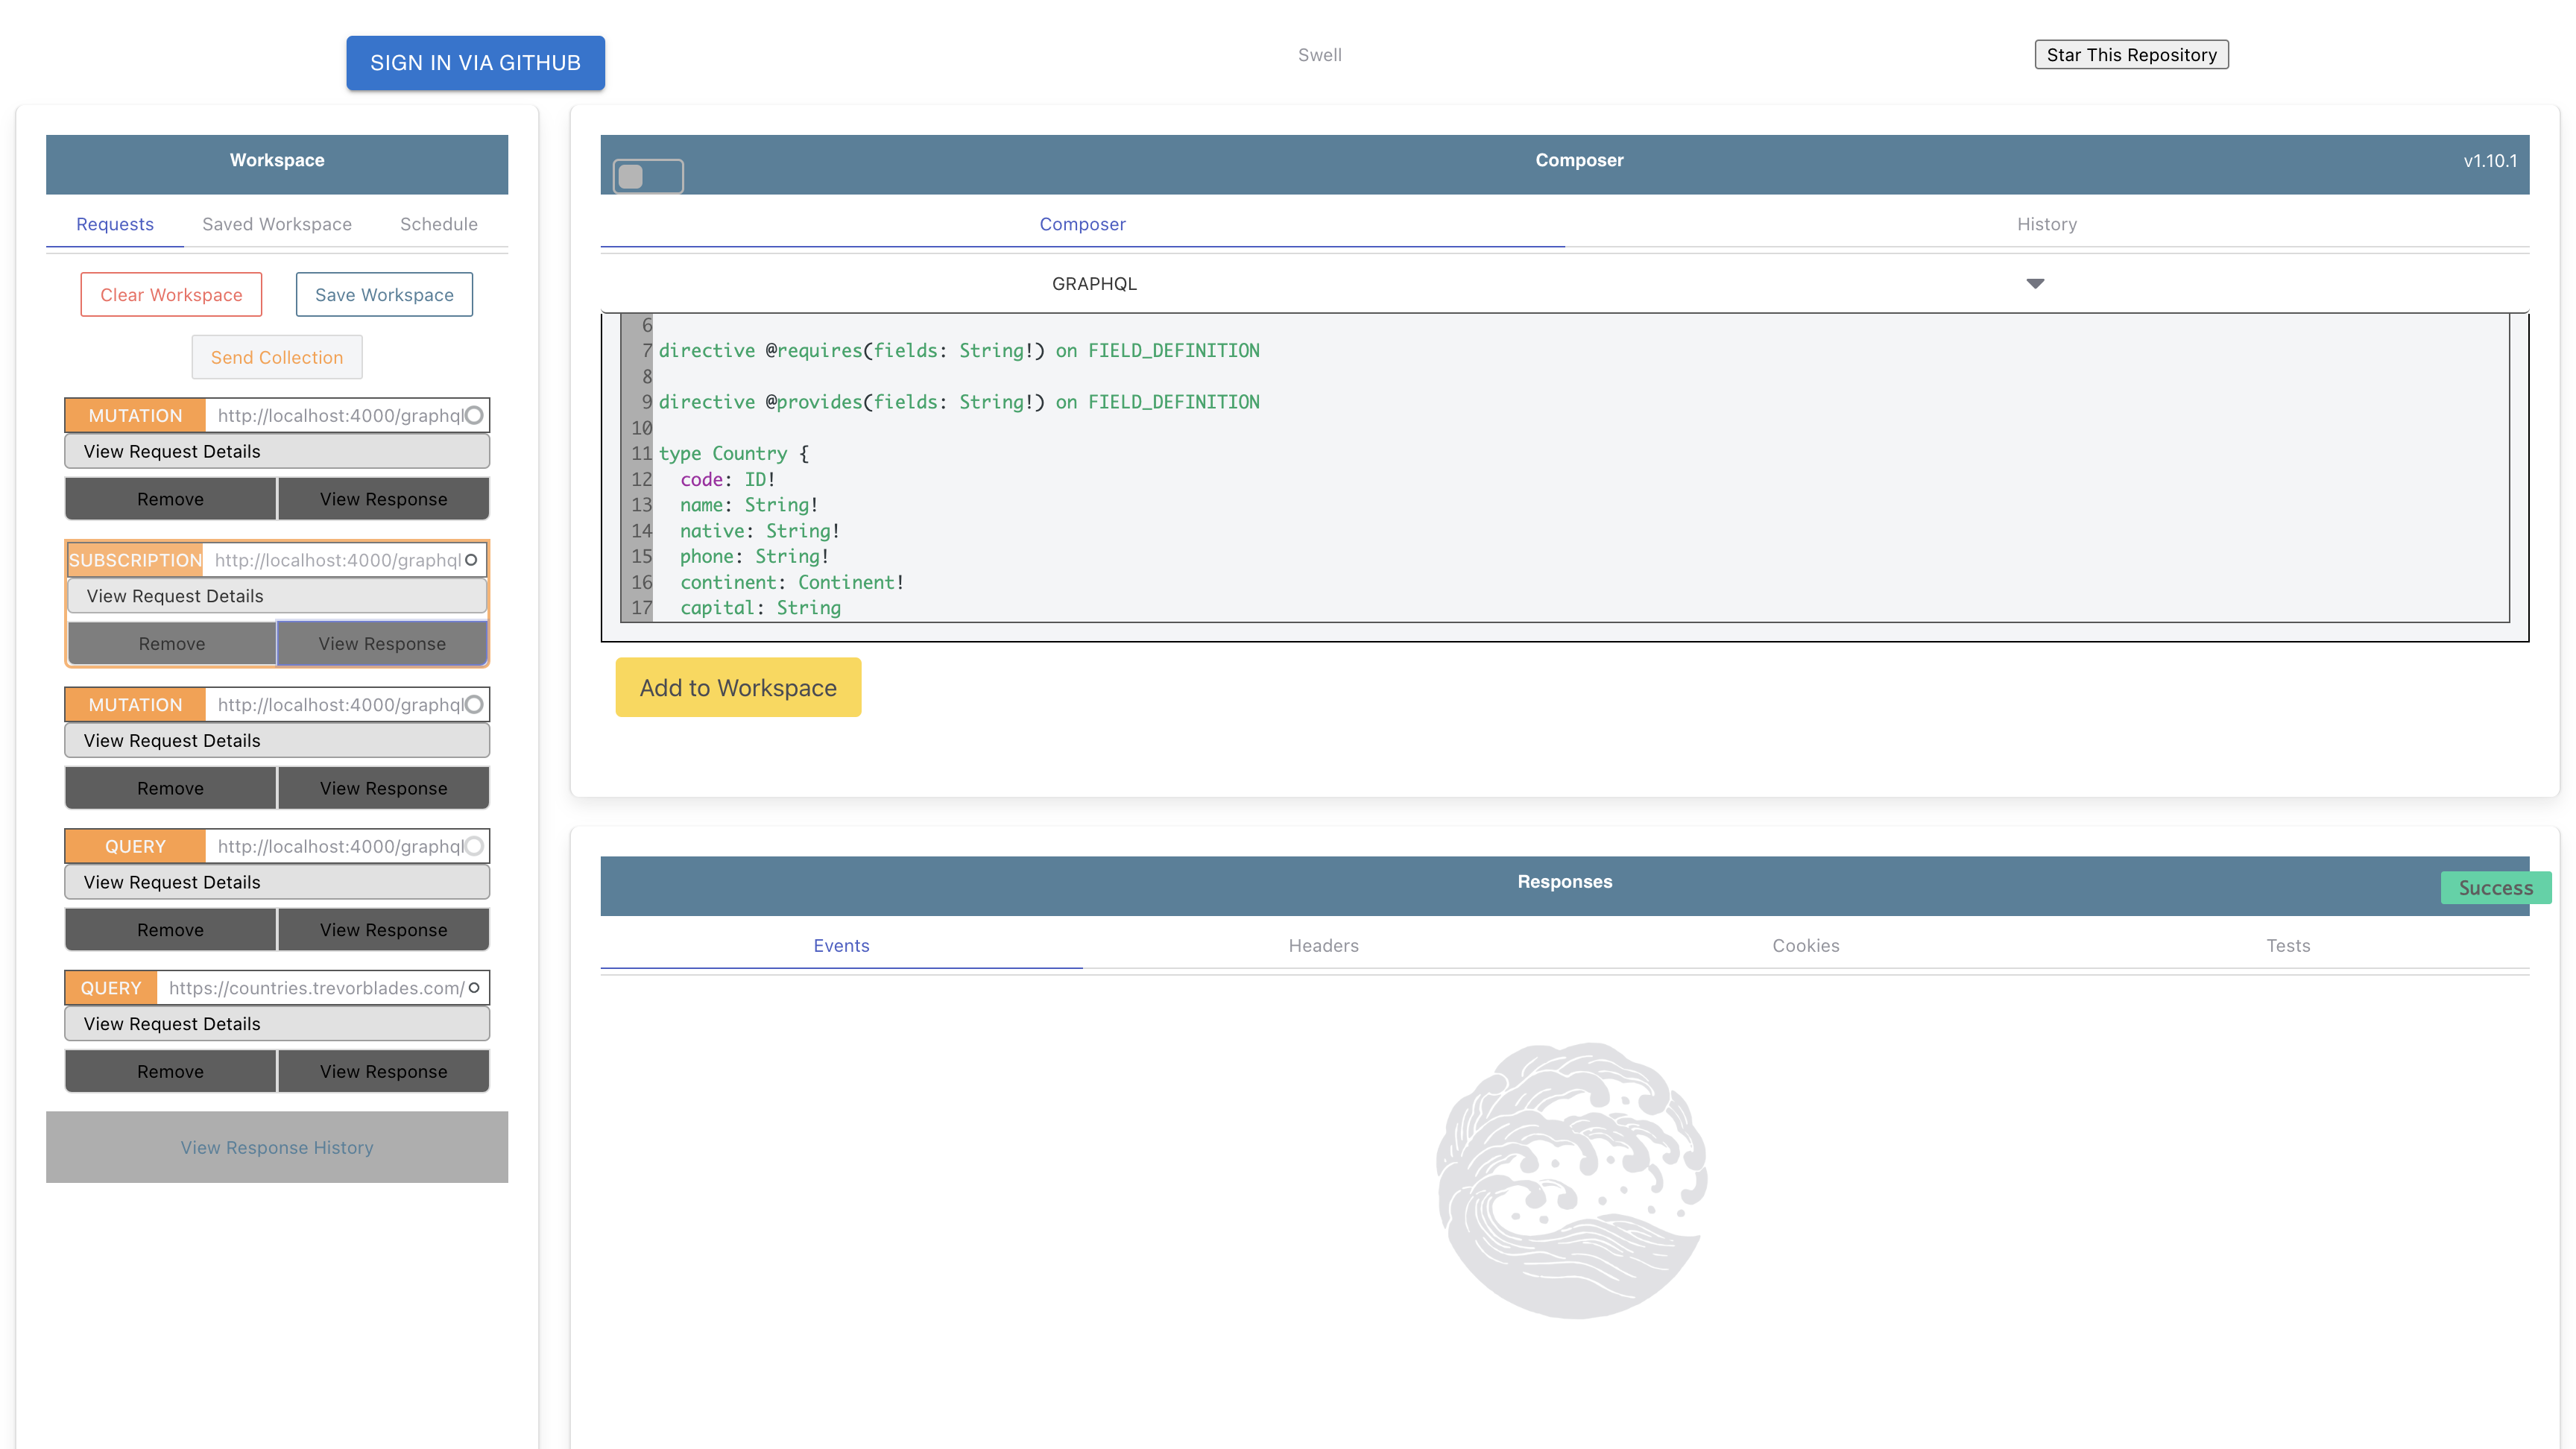 SIGN IN VIA GITHUB
Swell
Star This Repository
Workspace
Requests
Saved Workspace
Schedule
Clear Workspace
Save Workspace
Send Collection
MUTATION
http://localhost:4000/graphql
View Request Details
Remove
View Response
SUBSCRIPTION
http://localhost:4000/graphql
View Request Details
Remove
View Response
MUTATION
http://localhost:4000/graphql
View Request Details
Remove
View Response
QUERY
http://localhost:4000/graphql
View Request Details
Remove
View Response
QUERY
https://countries.trevorblades.com/
View Request Details
Remove
View Response
View Response History
Composer
v1.10.1
Composer
History
GRAPHQL
6
7 directive @requires(fields: String!) on FIELD_DEFINITION
8
9 directive @provides(fields: String!) on FIELD_DEFINITION
10
11 type Country {
12 code: ID!
13 name: String!
14 native: String!
15 phone: String!
16 continent: Continent!
17 capital: String
Add to Workspace
Responses
Success
Events
Headers
Cookies
Tests